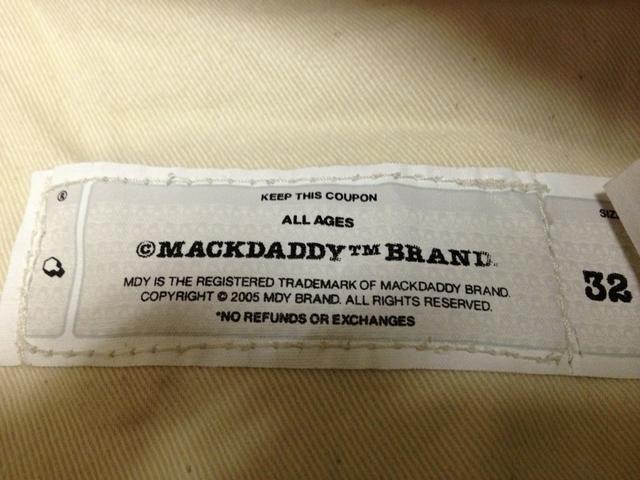 ®
KEEP THIS COUPON
ALL AGES
©MACKDADDY™ BRAND.
MDY IS THE REGISTERED TRADEMARK OF MACKDADDY BRAND.
COPYRIGHT © 2005 MDY BRAND. ALL RIGHTS RESERVED.
*NO REFUNDS OR EXCHANGES
32